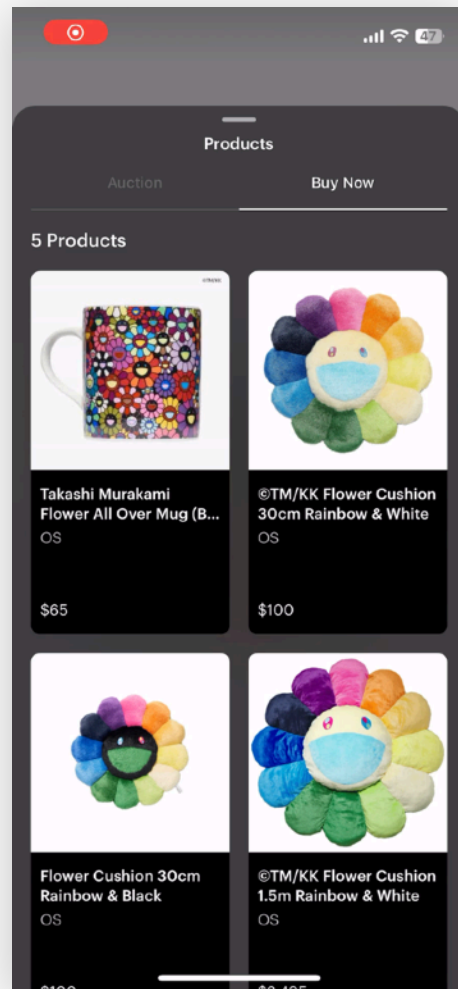 47
Products
Auction
Buy Now
5 Products
Takashi Murakami
Flower All Over Mug (B...
OS
$65
©TM/KK Flower Cushion
30cm Rainbow & White
OS
$100
Flower Cushion 30cm
Rainbow & Black
OS
©TM/KK Flower Cushion
1.5m Rainbow & White
OS